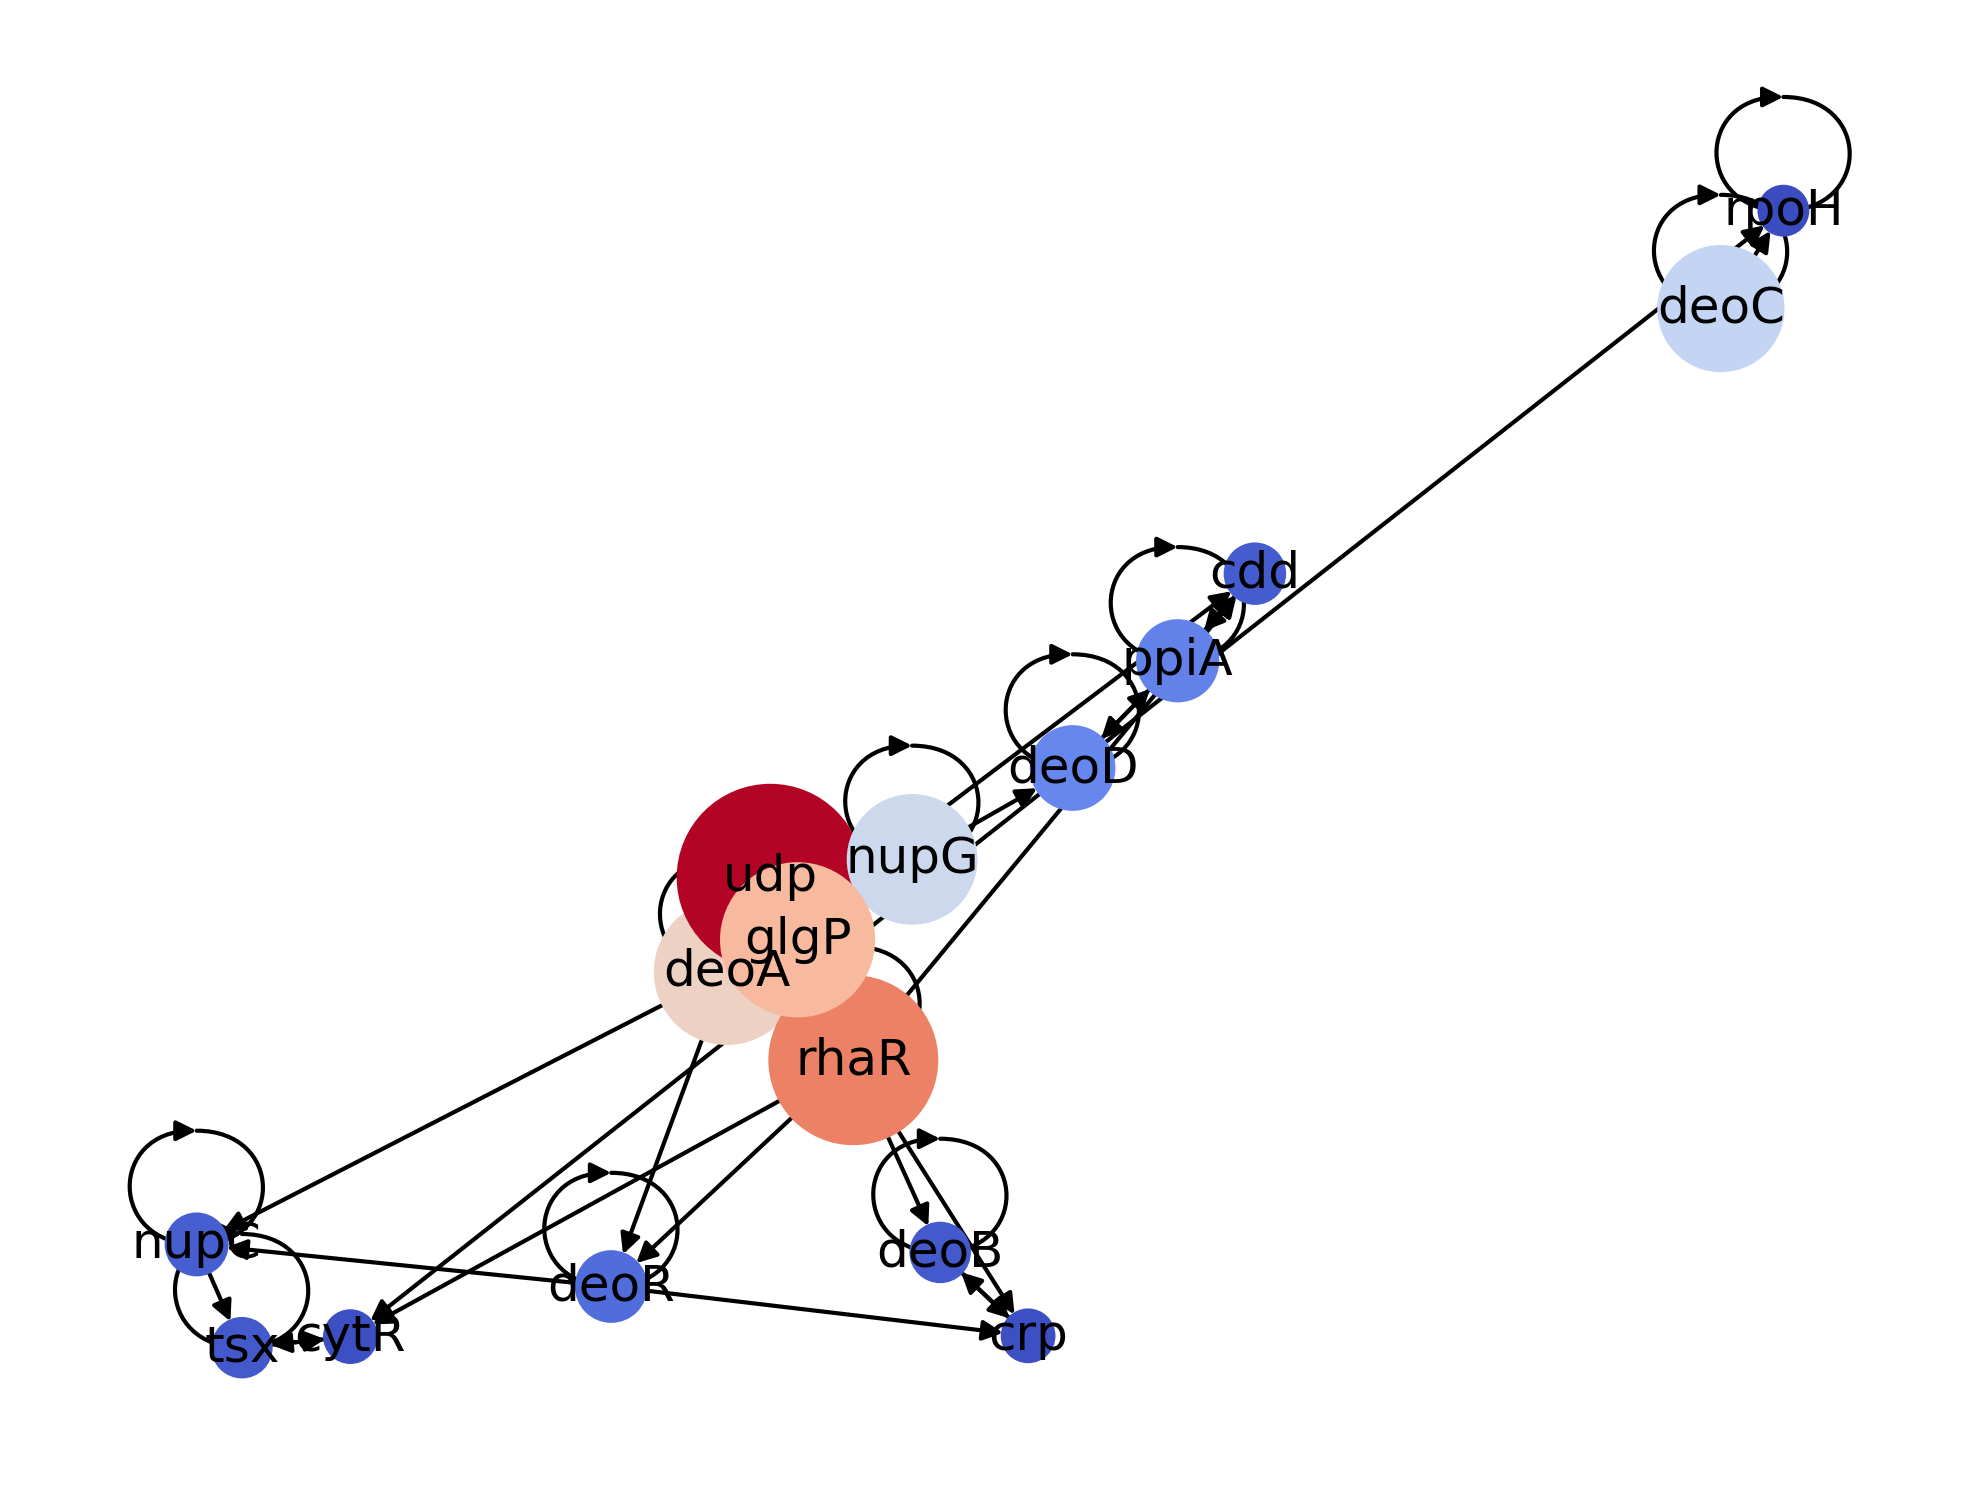 rpoH
deoC
cdd
ppiA
deoD
nupG
udp
glgP
deoA
rhaR
nupC
deoB
deoR
tsx
cytR
crp